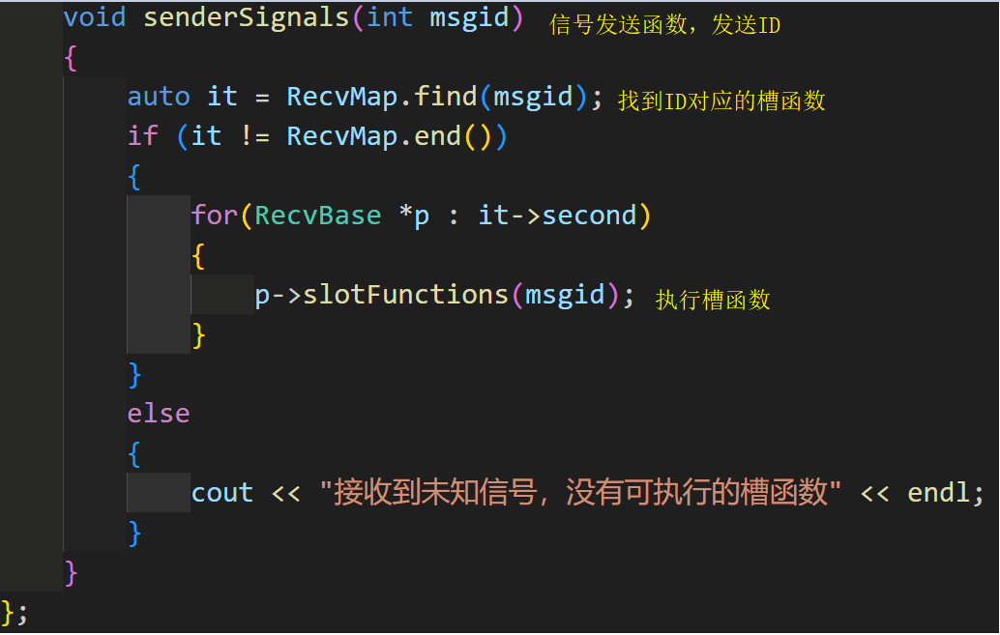 void senderSignals(int msgid) 信号发送函数，发送ID
{
auto it = RecvMap.find(msgid); 找到ID对应的槽函数
if (it != RecvMap.end())
{
for(RecvBase *p : it->second)
{
p->slotFunctions(msgid); 执行槽函数
}
}
else
{
cout << "接收到未知信号，没有可执行的槽函数" << endl;
}
}
};